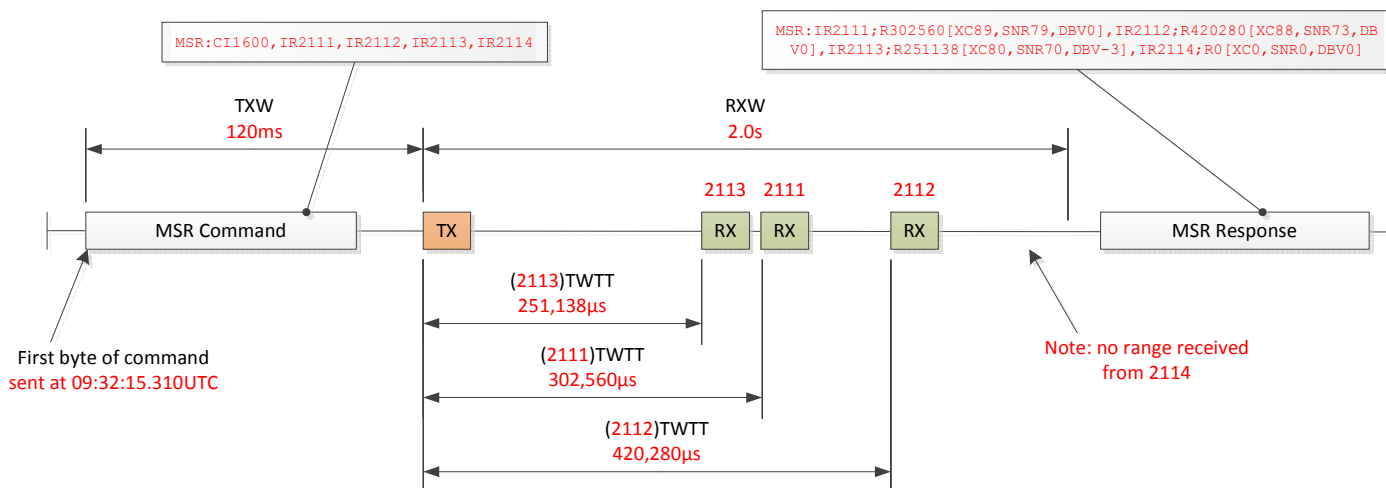 MSR:CI1600,IR2111,IR2112,IR2113,IR2114
MSR:IR2111;R302560[XC89,SNR79,DBV0],IR2112;R420280[XC88,SNR73,DB
V0],IR2113;R251138[XC80,SNR70,DBV-3],IR2114;R0[XC0,SNR0,DBV0]
TXW
120ms
RXW
2.0s
2113
2111
2112
MSR Command
TX
RX
RX
RX
MSR Response
(2113)TWTT
251,138µs
First byte of command
sent at 09:32:15.310UTC
(2111)TWTT
302,560µs
Note: no range received
from 2114
(2112)TWTT
420,280µs